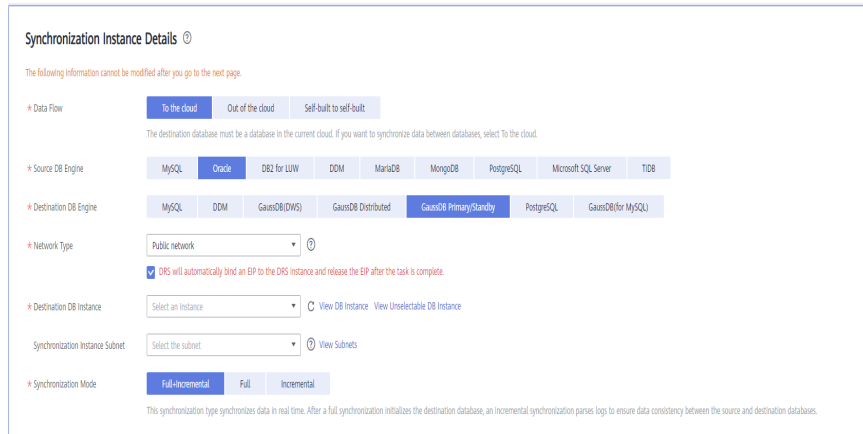 Synchronization Instance Details ?
The following information cannot be modified after you go to the next page.
* Data Flow To the cloud Out of the cloud Self-built to self-built
The destination database must be a database in the current cloud. If you want to synchronize data between databases, select To the cloud.
* Source DB Engine MySQL Oracle DB2 for LUW DDM MariaDB MongoDB PostgreSQL Microsoft SQL Server TiDB
* Destination DB Engine MySQL DDM GaussDB(DWS) GaussDB Distributed GaussDB Primary/Standby PostgreSQL GaussDB(for MySQL)
* Network Type Public network ?
DRS will automatically bind an EIP to the DRS instance and release the EIP after the task is complete.
* Destination DB Instance Select an instance View DB Instance View Unselectable DB Instance
Synchronization Instance Subnet Select the subnet ? View Subnets
* Synchronization Mode Full+Incremental Full Incremental
This synchronization type synchronizes data in real time. After a full synchronization initializes the destination database, an incremental synchronization parses logs to ensure data consistency between the source and destination databases.